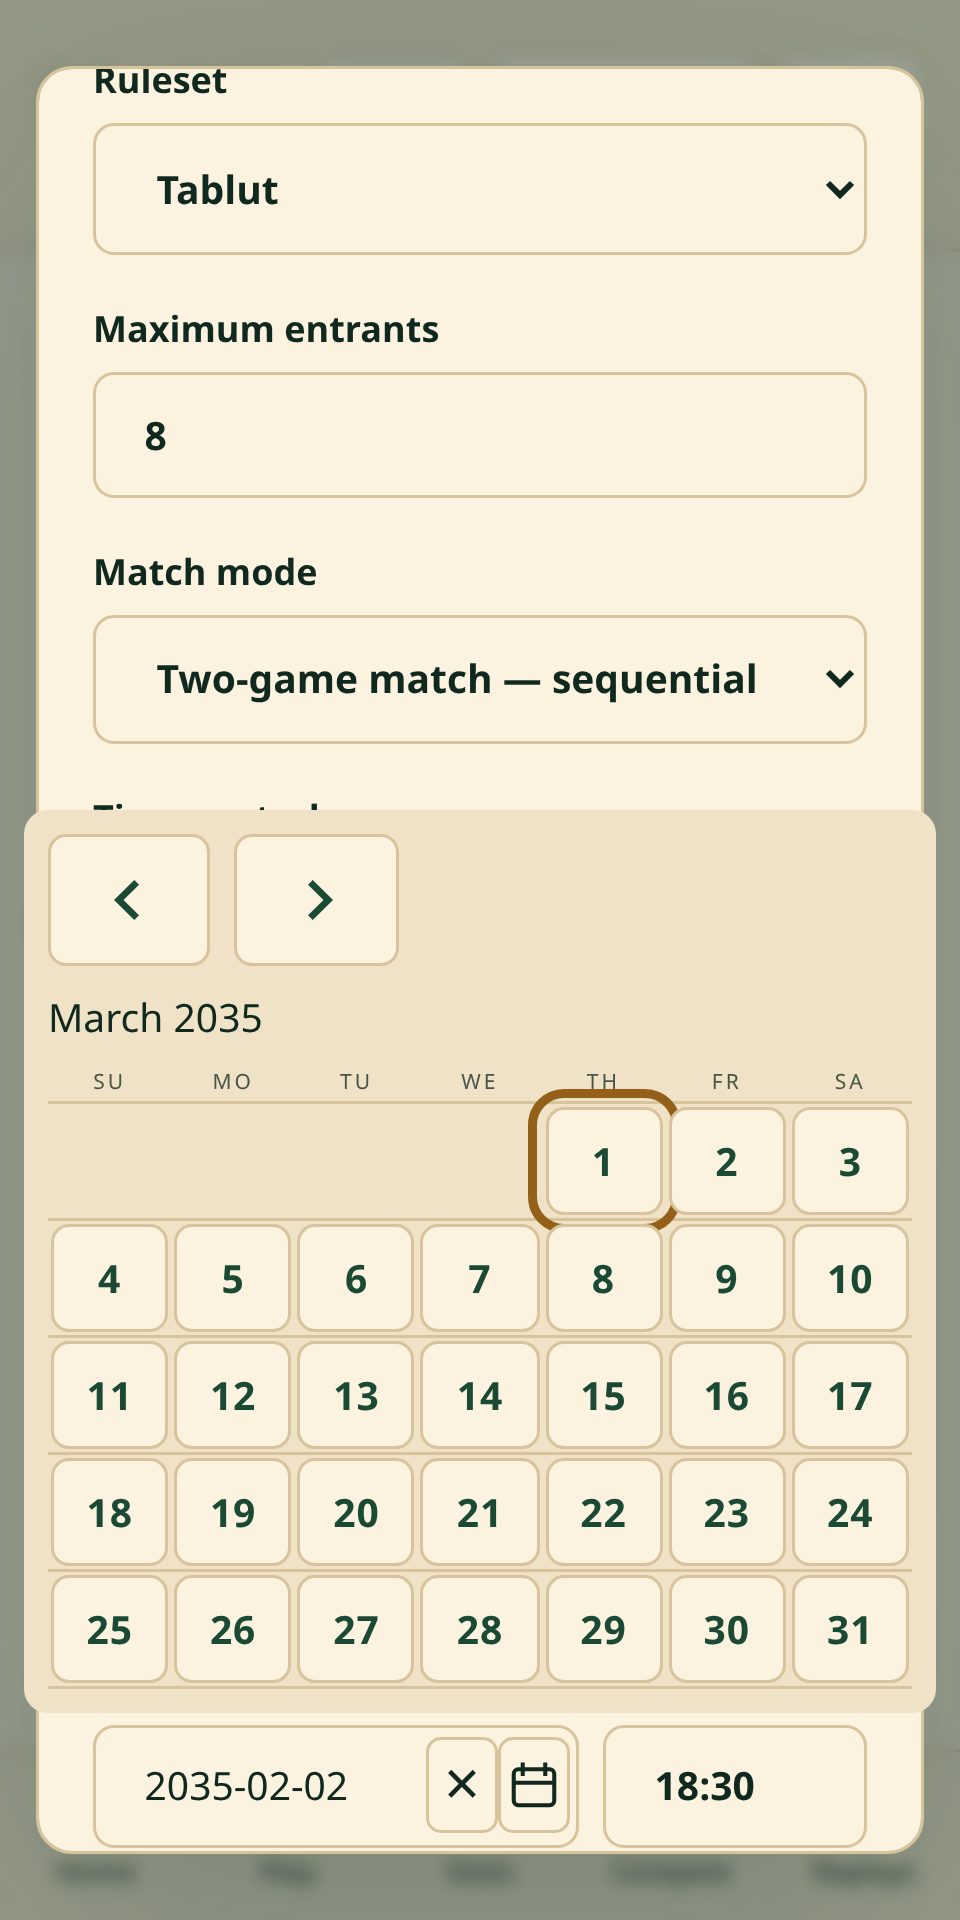 Ruleset
Tablut
Maximum entrants
8
Match mode
Two-game match — sequential
March 2035
SU MO TU WE TH FR SA
1 2 3
4 5 6 7 8 9 10
11 12 13 14 15 16 17
18 19 20 21 22 23 24
25 26 27 28 29 30 31
2035-02-02 18:30